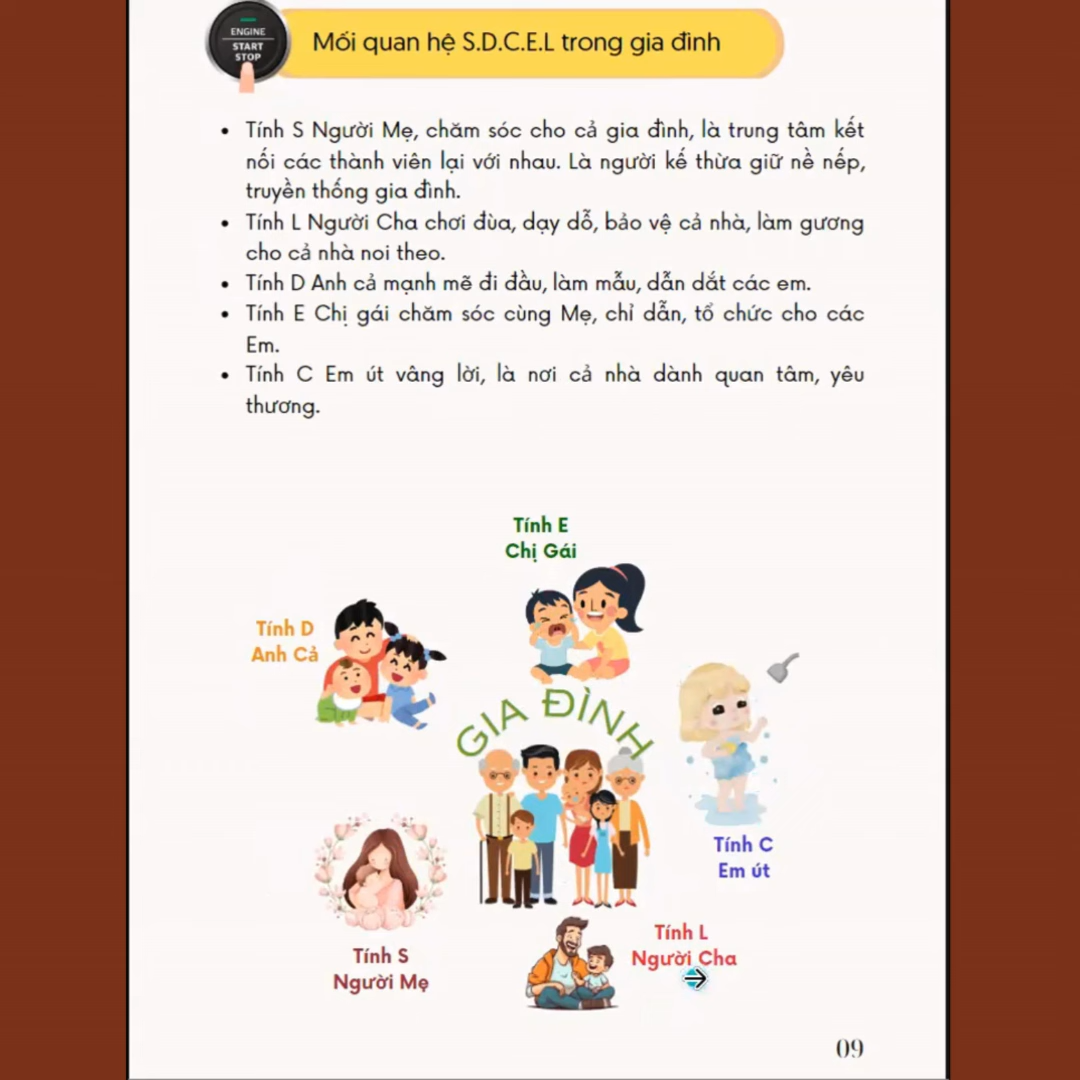 ENGINE
START
STOP
Mối quan hệ S.D.C.E.L trong gia đình
• Tính S Người Mẹ, chăm sóc cho cả gia đình, là trung tâm kết
nối các thành viên lại với nhau. Là người kế thừa giữ nề nếp,
truyền thống gia đình.
• Tính L Người Cha chơi đùa, dạy dỗ, bảo vệ cả nhà, làm gương
cho cả nhà noi theo.
• Tính D Anh cả mạnh mẽ đi đầu, làm mẫu, dẫn dắt các em.
• Tính E Chị gái chăm sóc cùng Mẹ, chỉ dẫn, tổ chức cho các
Em.
• Tính C Em út vâng lời, là nơi cả nhà dành quan tâm, yêu
thương.
Tính E
Chị Gái
Tính D
Anh Cả
GIA ĐÌNH
Tính C
Em út
Tính L
Người Cha
Tính S
Người Mẹ
09